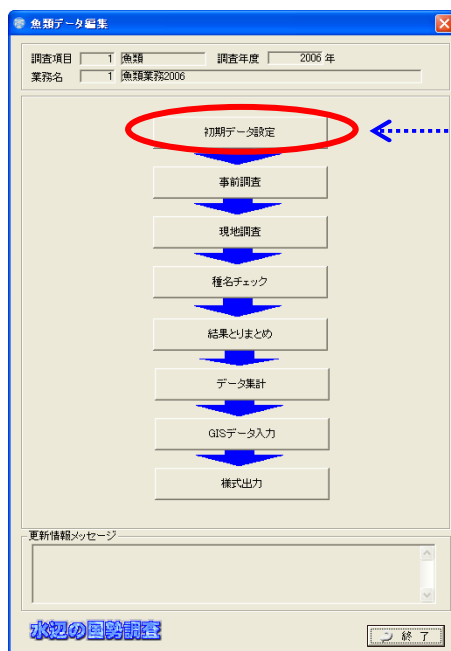 魚類データ編集
調査項目 1 魚類 調査年度 2006 年
業務名 1 魚類業務2006
初期データ設定
事前調査
現地調査
種名チェック
結果とりまとめ
データ集計
GISデータ入力
様式出力
更新情報メッセージ
水辺の国勢調査
終 了